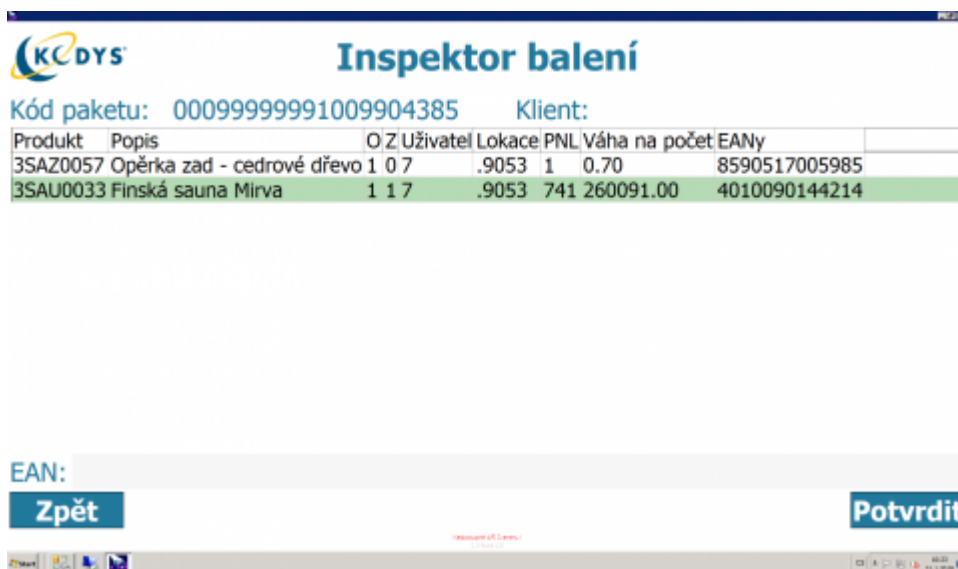 KODYS
Inspektor balení
Kód paketu: 00099999991009904385 Klient:
Produkt Popis O Z Uživatel Lokace PNL Váha na počet EANy
3SAZ0057 Opěrka zad - cedrové dřevo 1 0 7 .9053 1 0.70 8590517005985
3SAU0033 Finská sauna Mirva 1 1 7 .9053 741 260091.00 4010090144214
EAN:
Zpět Potvrdit
Start